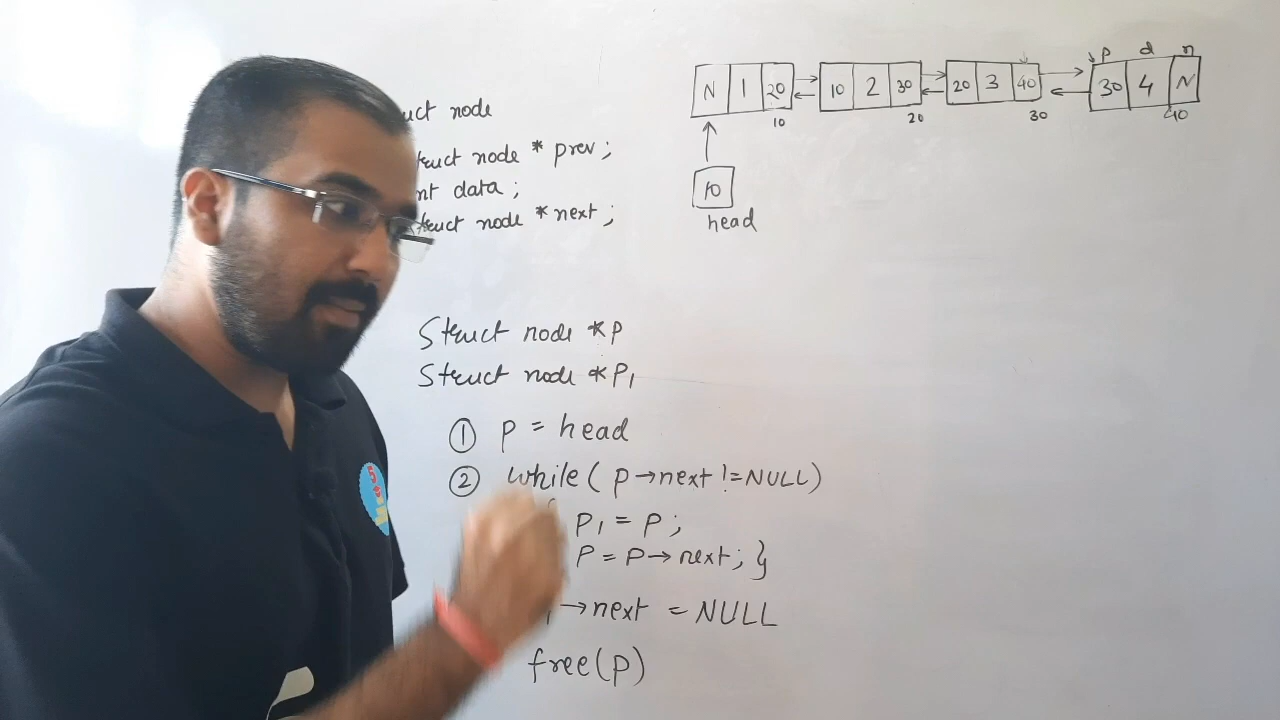 uct node
truct node * prev;
nt data;
truct node * next;
p d n
N 1 20
10 2 30
20 3 40
30 4 N
10 20 30 40
10
head
Struct node *P
Struct node *P1
① P = head
② while( P→next != NULL)
{ P1 = P;
P = P→next; }
→next = NULL
free(P)